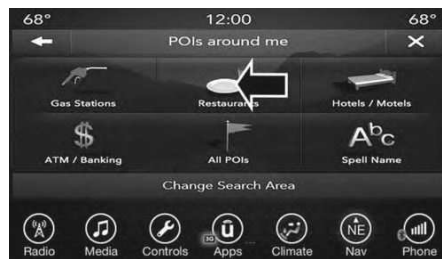 68° 12:00 68°
POIs around me
Gas Stations Restaurants Hotels / Motels
$ Abc
ATM / Banking All POIs Spell Name
Change Search Area
NE
Radio Media Controls Apps Climate Nav Phone